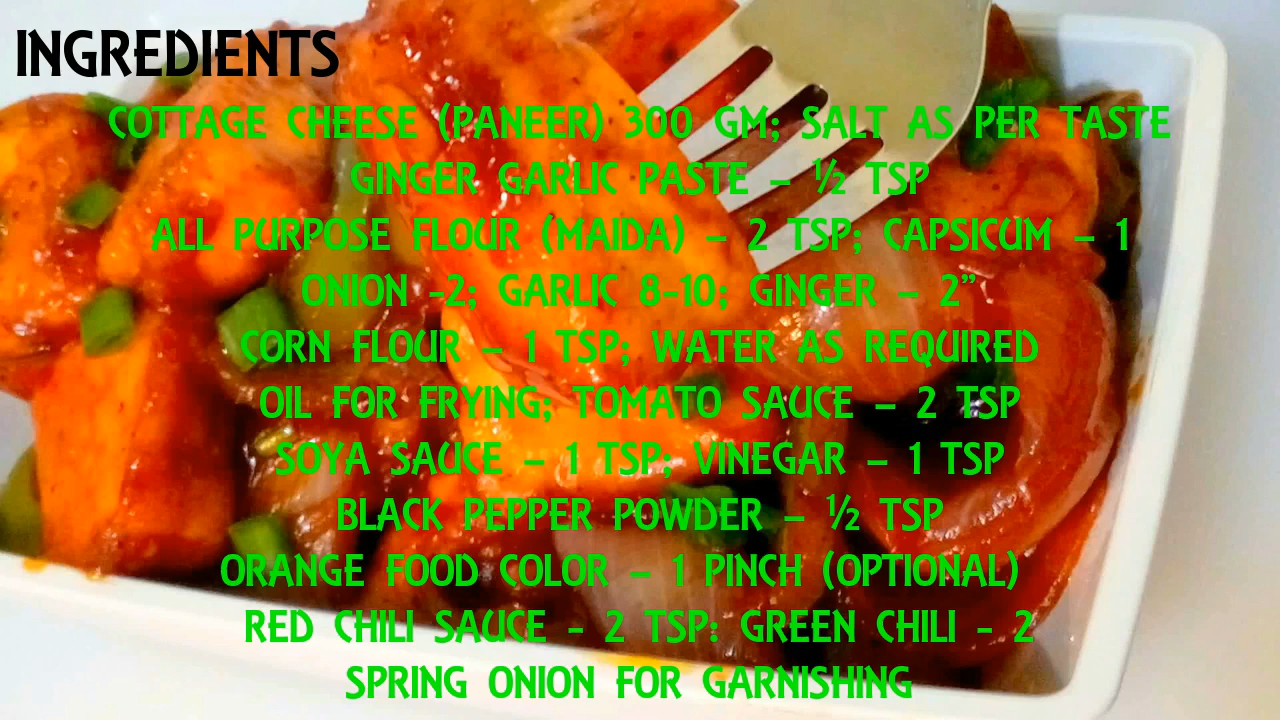 INGREDIENTS
COTTAGE CHEESE (PANEER) 300 GM; SALT AS PER TASTE
GINGER GARLIC PASTE – ½ TSP
ALL PURPOSE FLOUR (MAIDA) – 2 TSP; CAPSICUM – 1
ONION -2; GARLIC 8-10; GINGER – 2”
CORN FLOUR – 1 TSP; WATER AS REQUIRED
OIL FOR FRYING; TOMATO SAUCE – 2 TSP
SOYA SAUCE – 1 TSP; VINEGAR – 1 TSP
BLACK PEPPER POWDER – ½ TSP
ORANGE FOOD COLOR – 1 PINCH (OPTIONAL)
RED CHILI SAUCE - 2 TSP: GREEN CHILI - 2
SPRING ONION FOR GARNISHING